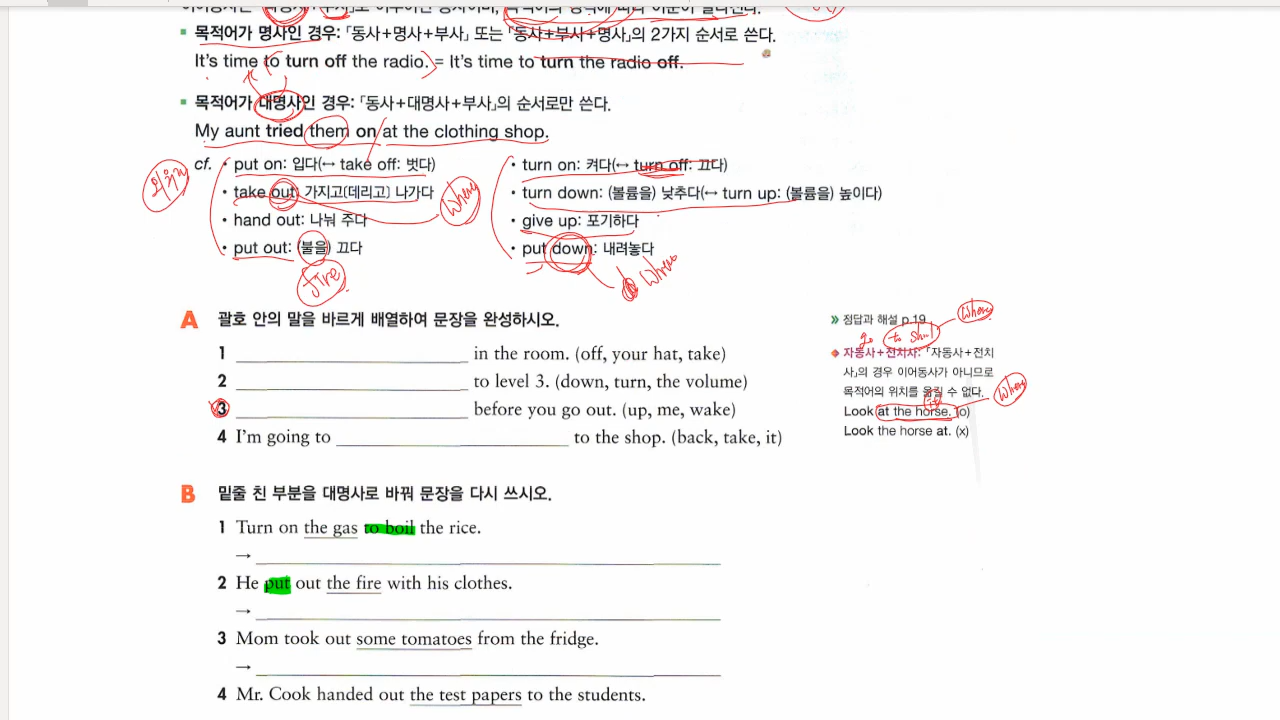 ▪ 목적어가 명사인 경우: 「동사+명사+부사」 또는 「동사+부사+명사」의 2가지 순서로 쓴다.
It's time to turn off the radio. = It's time to turn the radio off.
▪ 목적어가 대명사인 경우: 「동사+대명사+부사」의 순서로만 쓴다.
My aunt tried them on at the clothing shop.
cf. • put on: 입다(↔ take off: 벗다)
• take out: 가지고[데리고] 나가다
• hand out: 나눠 주다
• put out: (불을) 끄다
where
fire
• turn on: 켜다(↔ turn off: 끄다)
• turn down: (볼륨을) 낮추다(↔ turn up: (볼륨을) 높이다)
• give up: 포기하다
• put down: 내려놓다
where
A 괄호 안의 말을 바르게 배열하여 문장을 완성하시오.
1 ____ in the room. (off, your hat, take)
2 ____ to level 3. (down, turn, the volume)
3 ____ before you go out. (up, me, wake)
4 I'm going to ____ to the shop. (back, take, it)
» 정답과 해설 p.19
where
go to
◆ 자동사+전치사: 「자동사+전치
사」의 경우 이어동사가 아니므로
목적어의 위치를 옮길 수 없다.
where
it
Look at the horse. (o)
Look the horse at. (x)
B 밑줄 친 부분을 대명사로 바꿔 문장을 다시 쓰시오.
1 Turn on the gas to boil the rice.
→
2 He put out the fire with his clothes.
→
3 Mom took out some tomatoes from the fridge.
→
4 Mr. Cook handed out the test papers to the students.